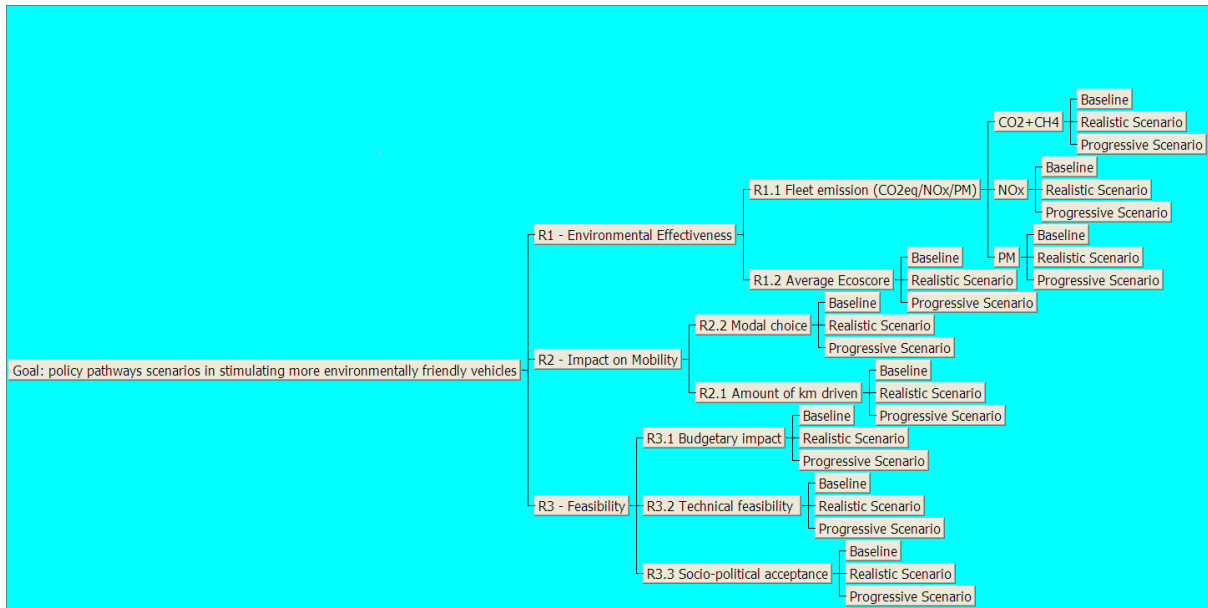 Baseline
CO2+CH4
Realistic Scenario
Progressive Scenario
Baseline
R1.1 Fleet emission (CO2eq/NOx/PM)
NOx
Realistic Scenario
Progressive Scenario
R1 - Environmental Effectiveness
Baseline
PM
Realistic Scenario
Progressive Scenario
Baseline
R1.2 Average Ecoscore
Realistic Scenario
Progressive Scenario
Baseline
R2.2 Modal choice
Realistic Scenario
Progressive Scenario
R2 - Impact on Mobility
Goal: policy pathways scenarios in stimulating more environmentally friendly vehicles
Baseline
R2.1 Amount of km driven
Realistic Scenario
Progressive Scenario
Baseline
R3.1 Budgetary impact
Realistic Scenario
Progressive Scenario
Baseline
R3 - Feasibility
R3.2 Technical feasibility
Realistic Scenario
Progressive Scenario
Baseline
R3.3 Socio-political acceptance
Realistic Scenario
Progressive Scenario